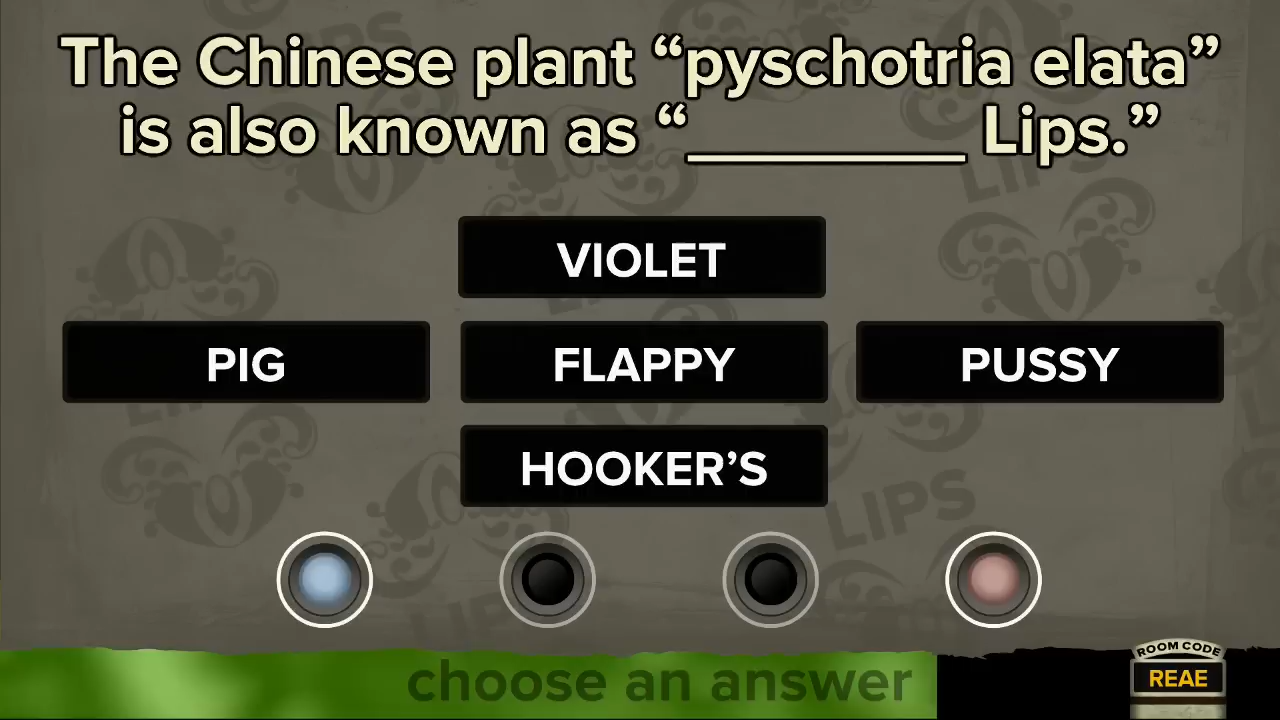 The Chinese plant “pyschotria elata”
is also known as “________ Lips.”
VIOLET
PIG
FLAPPY
PUSSY
HOOKER’S
LIPS
choose an answer
ROOM CODE
REAE